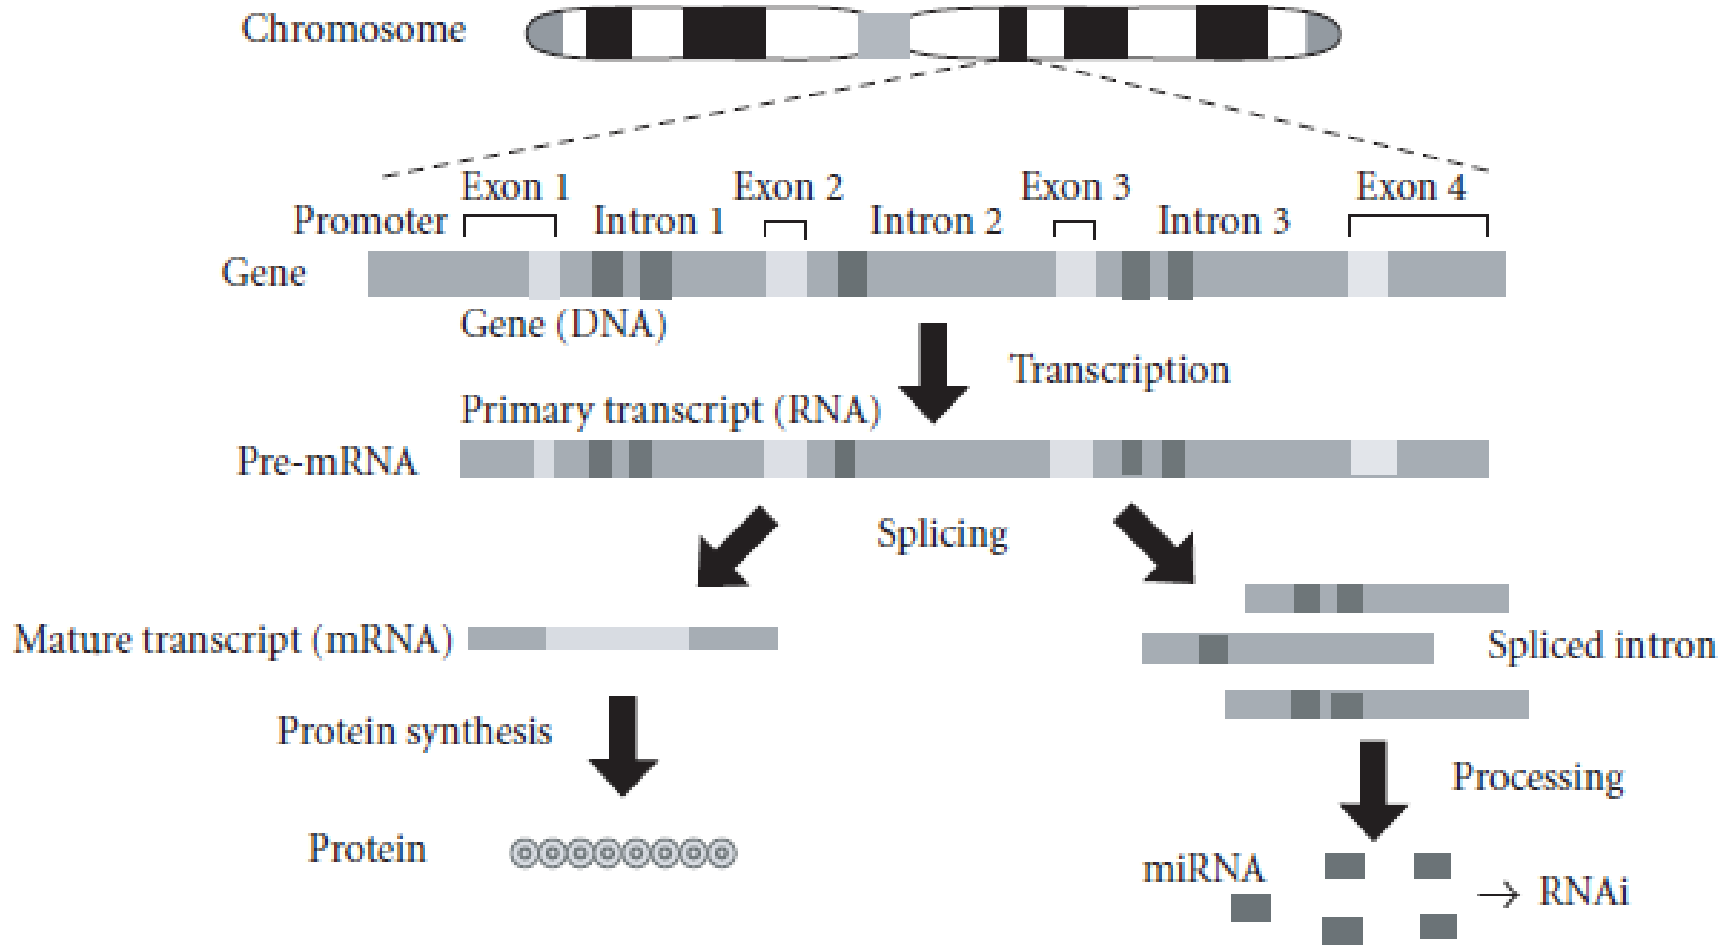 Chromosome
Exon 1 Exon 2 Exon 3 Exon 4
Promoter Intron 1 Intron 2 Intron 3
Gene
Gene (DNA)
Transcription
Primary transcript (RNA)
Pre-mRNA
Splicing
Mature transcript (mRNA)
Spliced intron
Protein synthesis
Processing
Protein
miRNA
RNAi